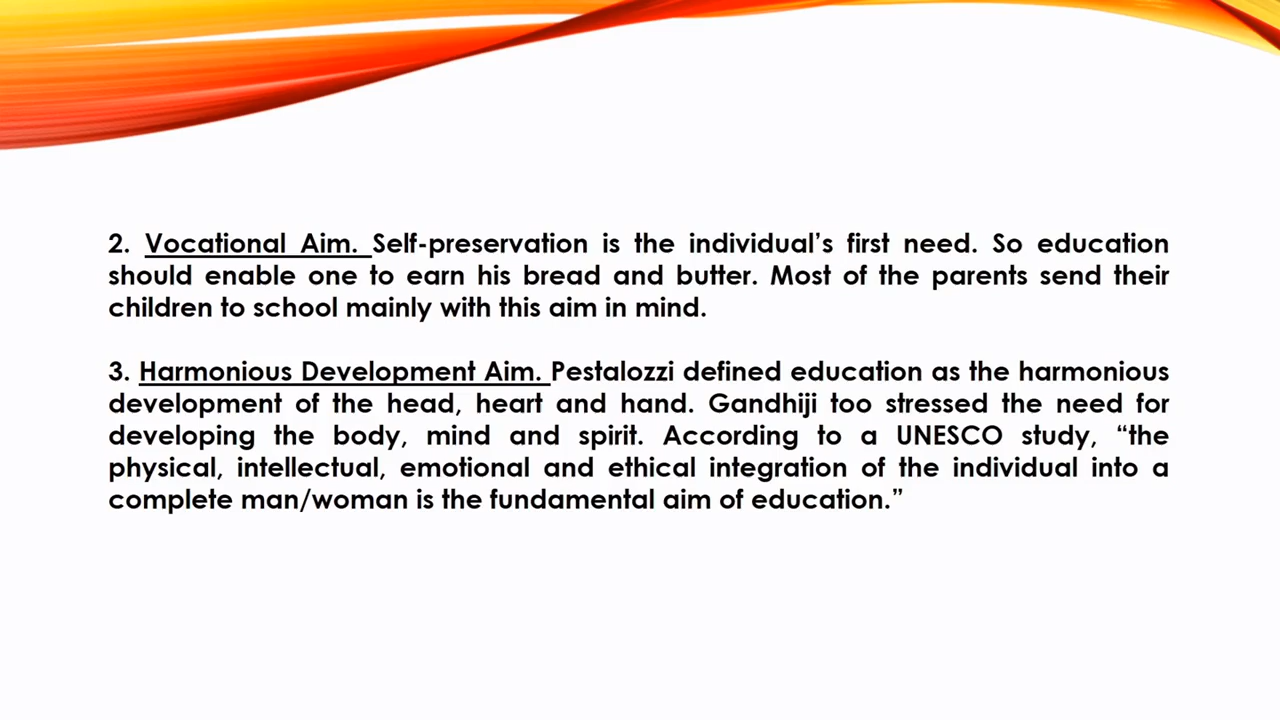 2. Vocational Aim. Self-preservation is the individual’s first need. So education
should enable one to earn his bread and butter. Most of the parents send their
children to school mainly with this aim in mind.
3. Harmonious Development Aim. Pestalozzi defined education as the harmonious
development of the head, heart and hand. Gandhiji too stressed the need for
developing the body, mind and spirit. According to a UNESCO study, “the
physical, intellectual, emotional and ethical integration of the individual into a
complete man/woman is the fundamental aim of education.”